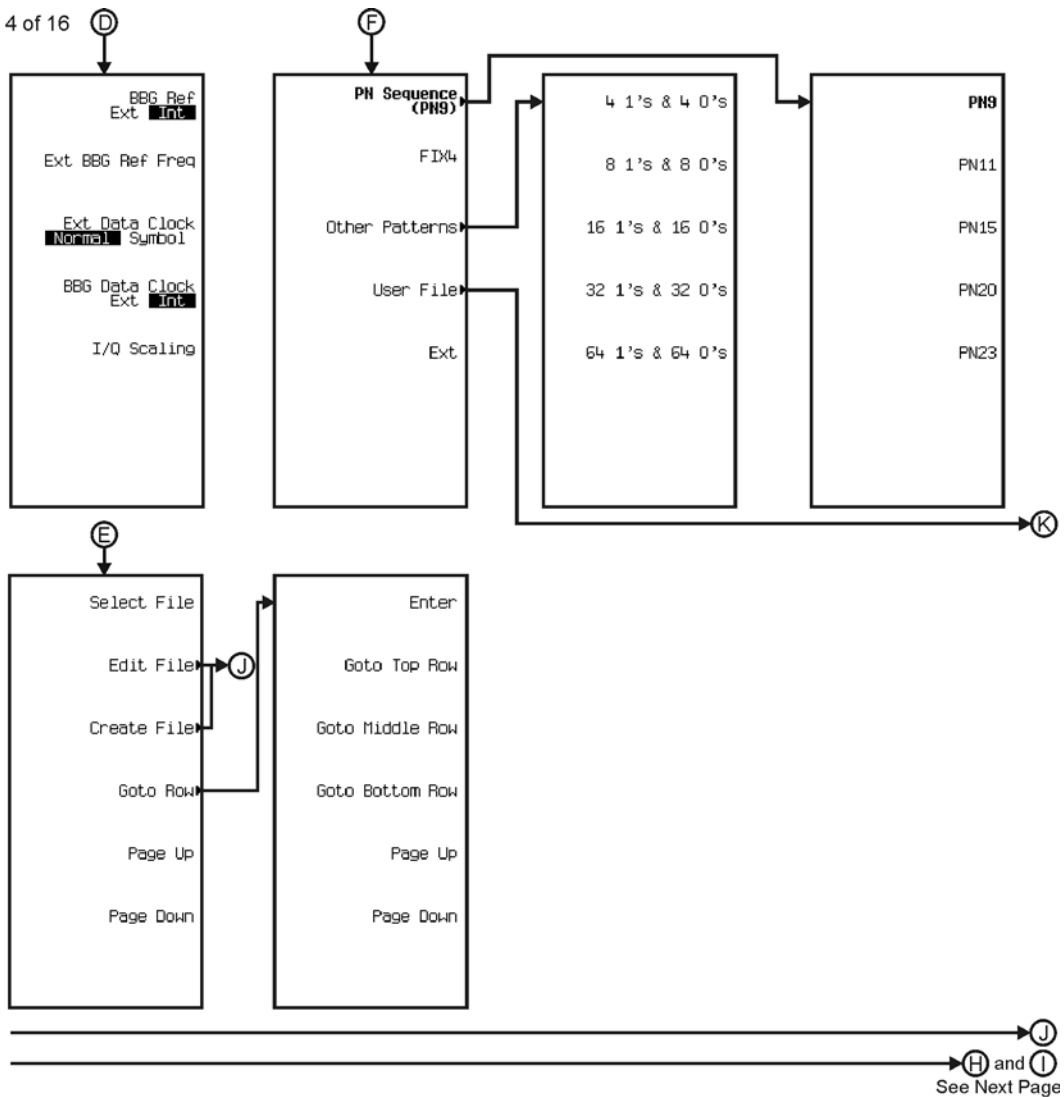 4 of 16
D
F
BBG Ref
Ext Int
Ext BBG Ref Freq
Ext Data Clock
Normal Symbol
BBG Data Clock
Ext Int
I/Q Scaling
PN Sequence
(PN9)
FIX4
Other Patterns
User File
Ext
4 1's & 4 0's
8 1's & 8 0's
16 1's & 16 0's
32 1's & 32 0's
64 1's & 64 0's
PN9
PN11
PN15
PN20
PN23
K
E
Select File
Edit File
J
Create File
Goto Row
Page Up
Page Down
Enter
Goto Top Row
Goto Middle Row
Goto Bottom Row
Page Up
Page Down
J
H and I
See Next Page